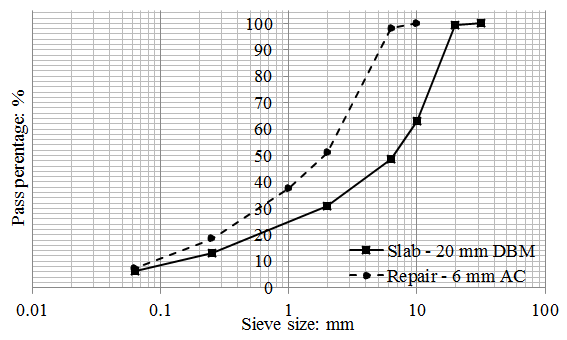 100
90
80
70
60
50
40
30
20
10
0
Pass perentage: %
Slab - 20 mm DBM
Repair - 6 mm AC
0.01 0.1 1 10 100
Sieve size: mm